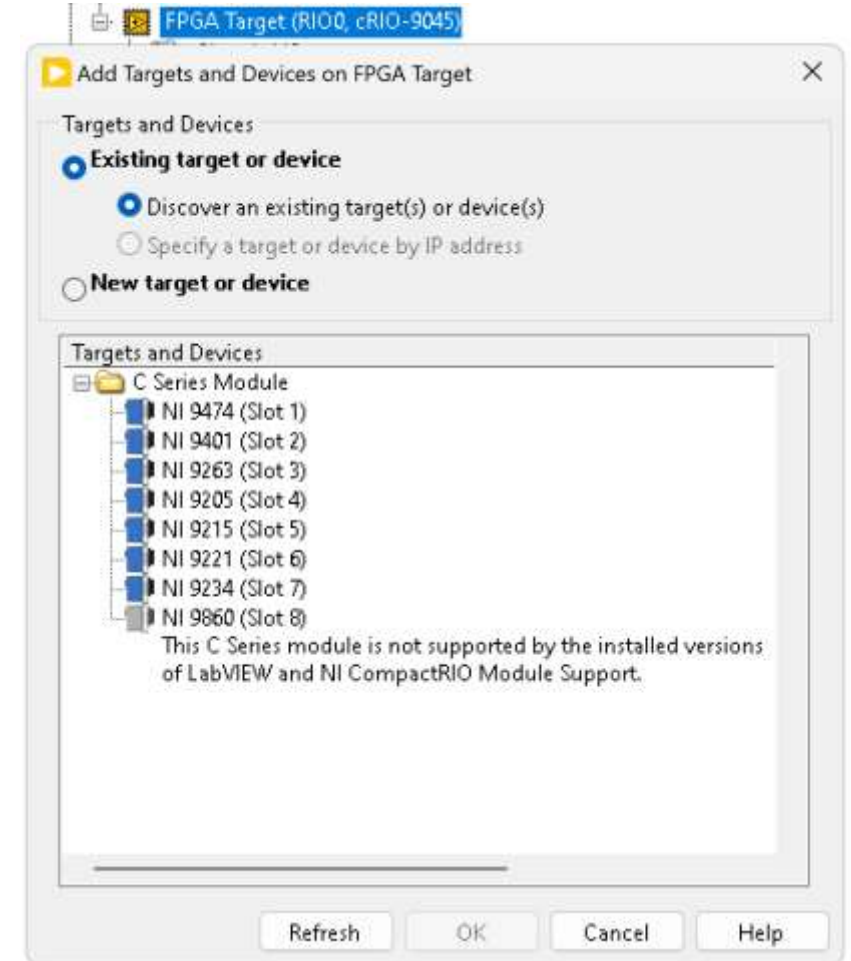 FPGA Target (RIO0, cRIO-9045)
Add Targets and Devices on FPGA Target
Targets and Devices
Existing target or device
Discover an existing target(s) or device(s)
Specify a target or device by IP address
New target or device
Targets and Devices
C Series Module
NI 9474 (Slot 1)
NI 9401 (Slot 2)
NI 9263 (Slot 3)
NI 9205 (Slot 4)
NI 9215 (Slot 5)
NI 9221 (Slot 6)
NI 9234 (Slot 7)
NI 9860 (Slot 8)
This C Series module is not supported by the installed versions
of LabVIEW and NI CompactRIO Module Support.
Refresh OK Cancel Help